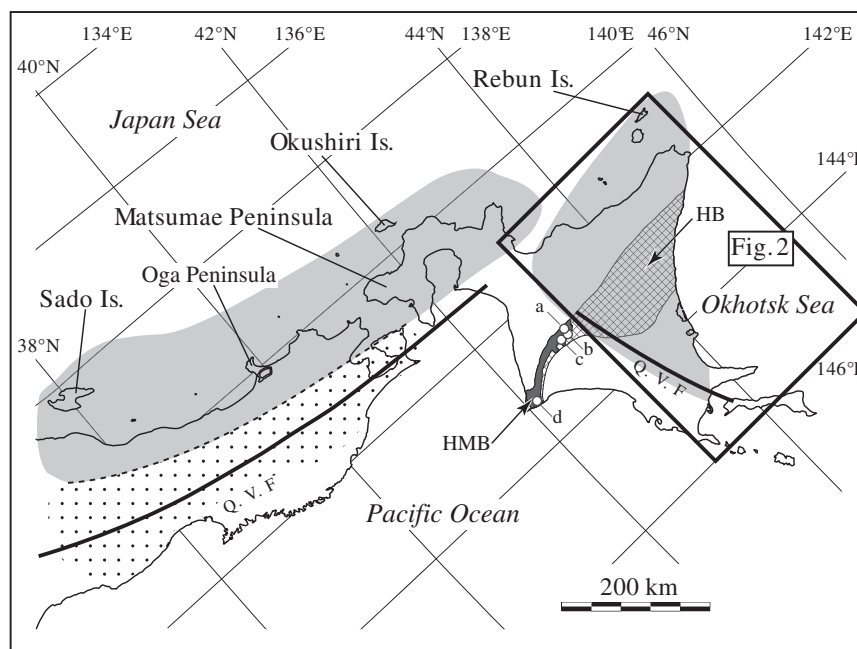 134°E
42°N
136°E
44°N
138°E
140°E
46°N
142°E
40°N
Rebun Is.
Japan Sea
Okushiri Is.
144°E
Matsumae Peninsula
HB
Oga Peninsula
Fig. 2
Sado Is.
Okhotsk Sea
a
b
38°N
c
146°E
Q. V. F
d
HMB
Q. V. F
Pacific Ocean
200 km